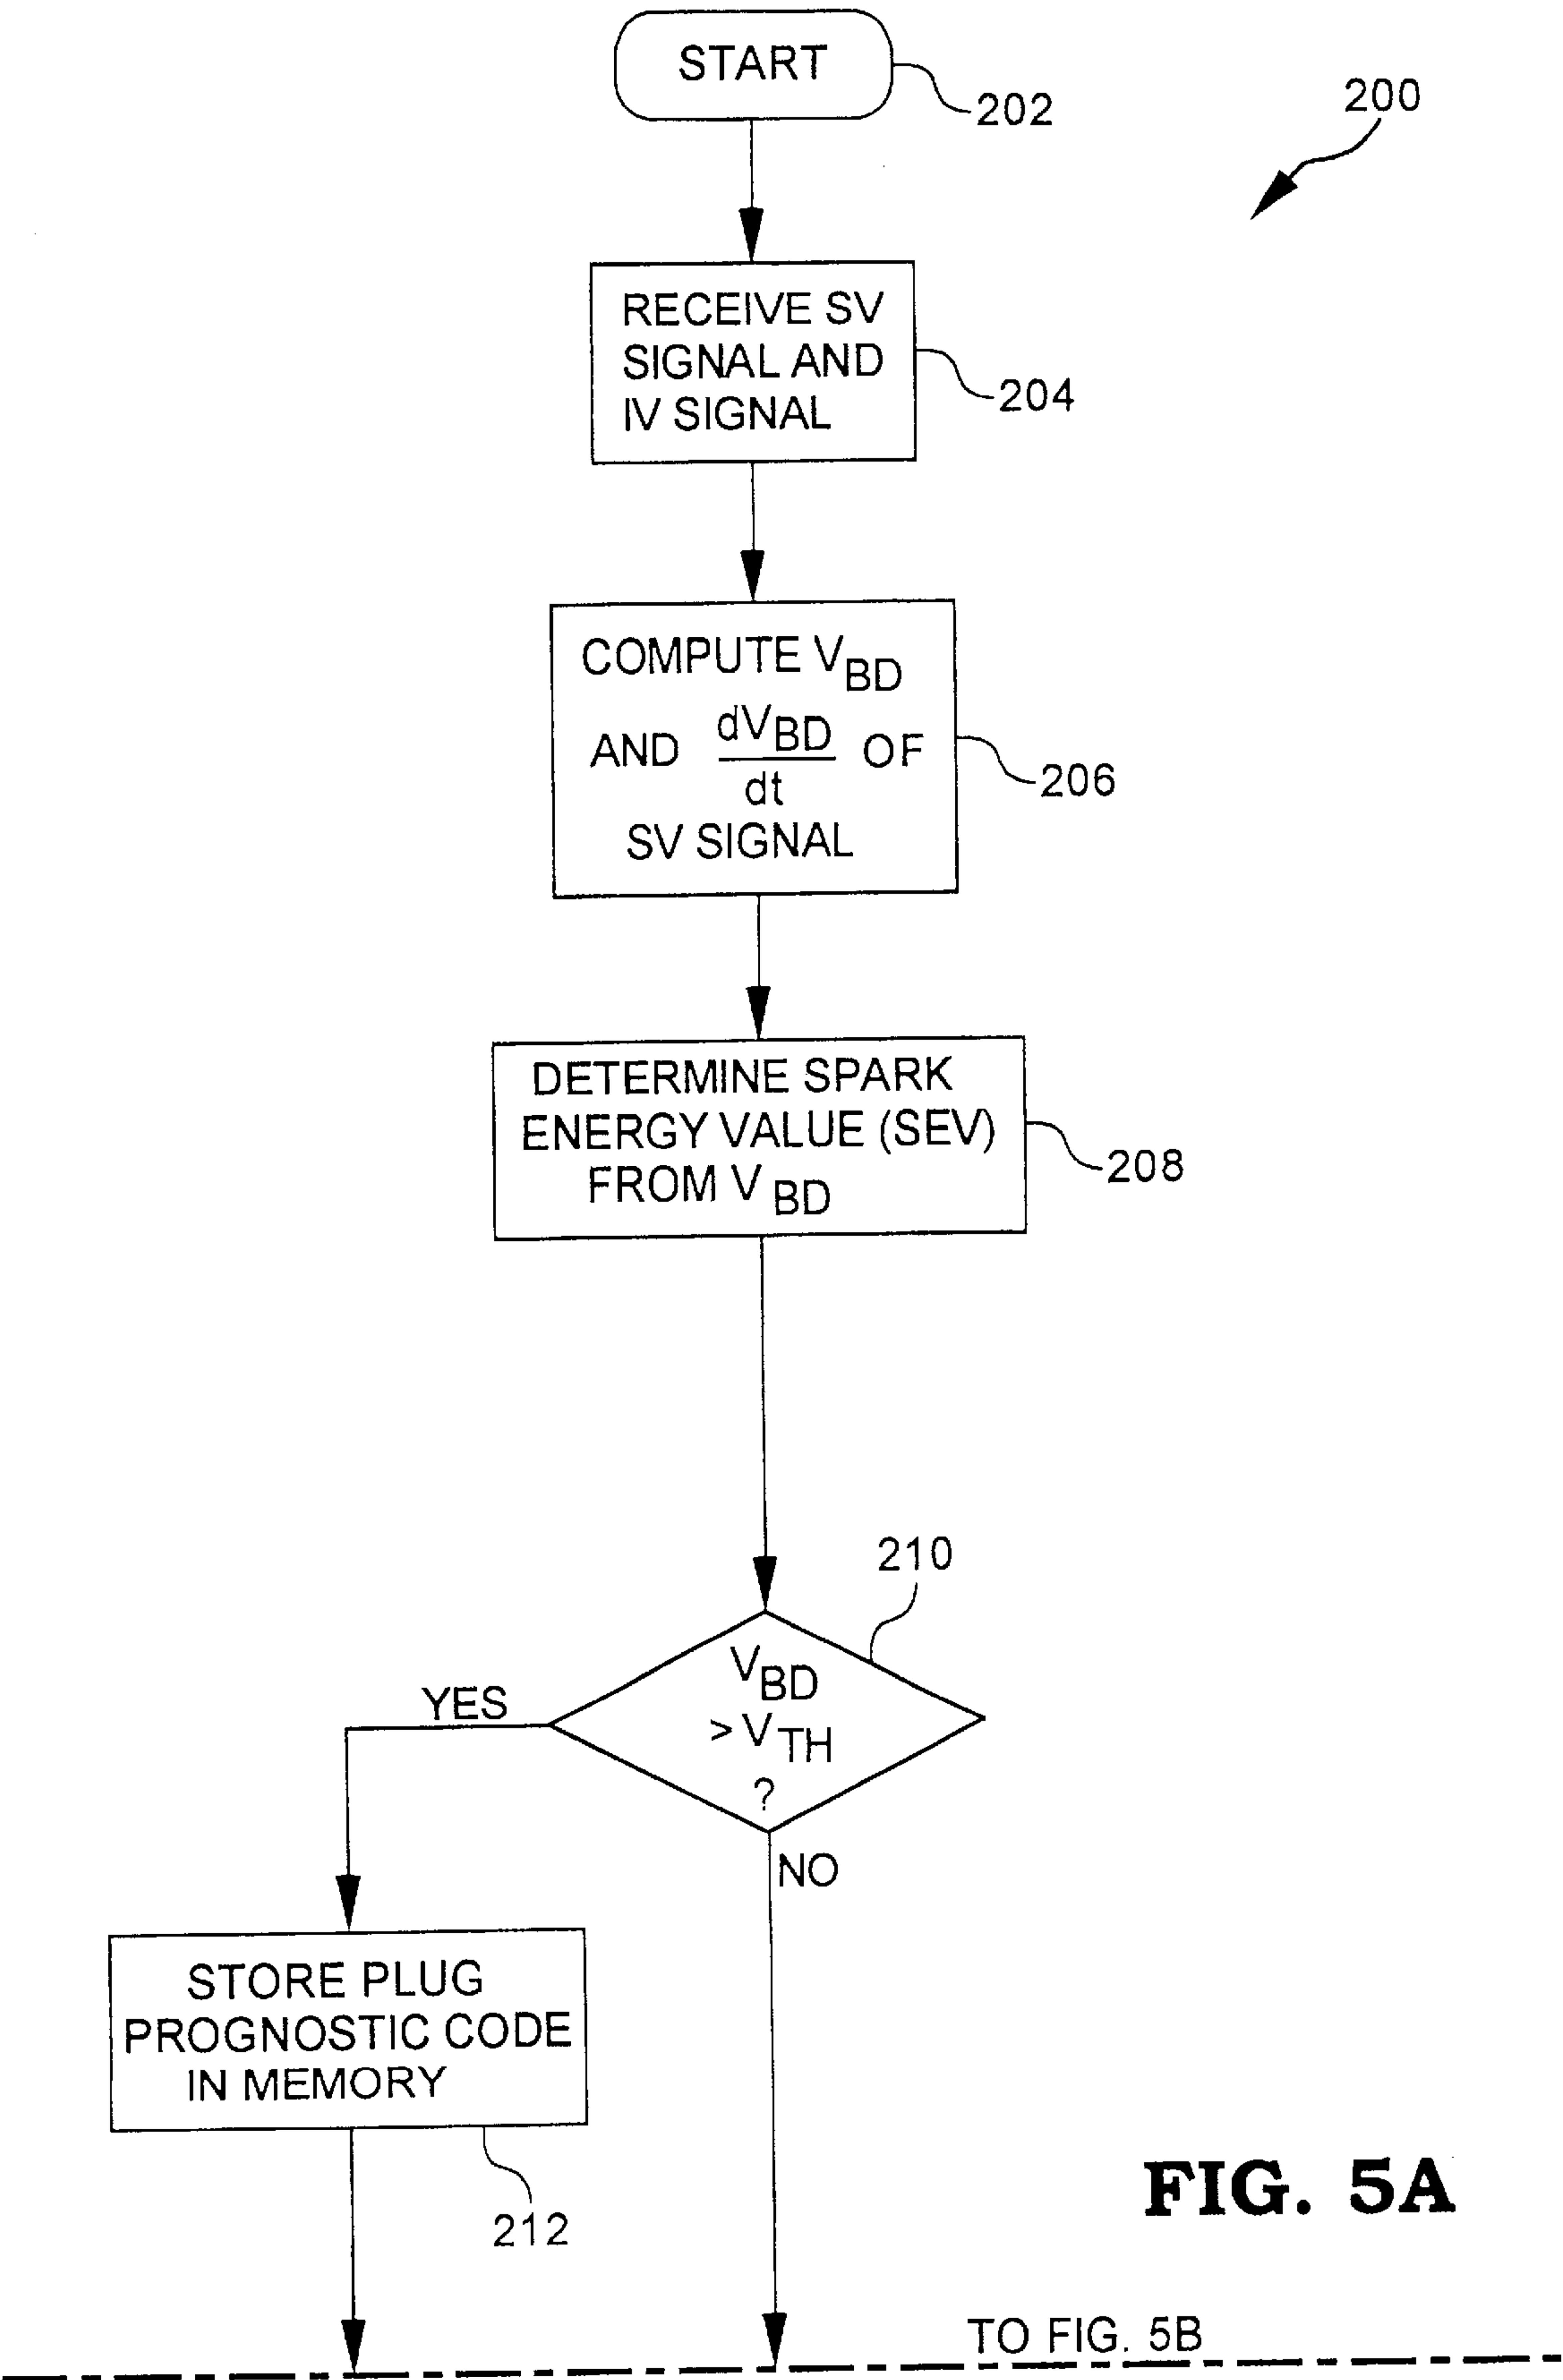 START
202
200
RECEIVE SV
SIGNAL AND
IV SIGNAL
204
COMPUTE VBD
AND dVBD/dt OF
SV SIGNAL
206
DETERMINE SPARK
ENERGY VALUE (SEV)
FROM VBD
208
210
VBD
> VTH
?
YES
NO
STORE PLUG
PROGNOSTIC CODE
IN MEMORY
212
FIG. 5A
TO FIG. 5B